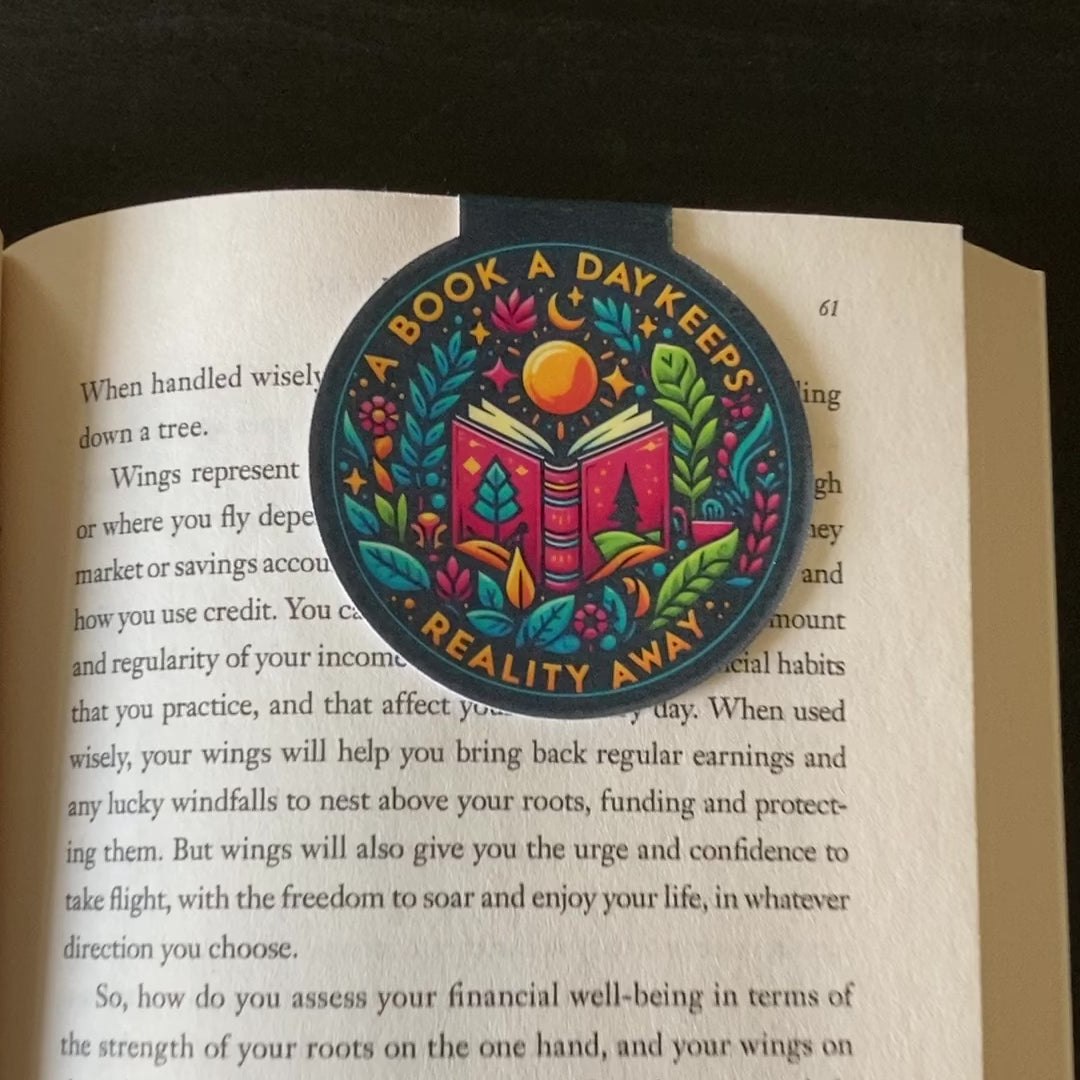 A BOOK A DAY KEEPS
REALITY AWAY
61
When handled wisely
down a tree.
Wings represent
or where you fly
market or savings
how you use credit. You
and regularity of your income
that you practice, and that affect day. When used
wisely, your wings will help you bring back regular earnings and
any lucky windfalls to nest above your roots, funding and protect-
ing them. But wings will also give you the urge and confidence to
take flight, with the freedom to soar and enjoy your life, in whatever
direction you choose.
So, how do you assess your financial well-being in terms of
the strength of your roots on the one hand, and your wings on
ling
gh
and
mount
habits